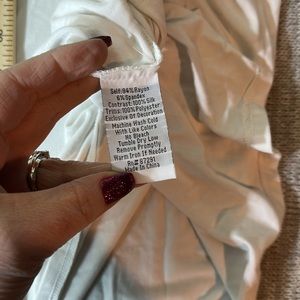 Self:94% Rayon
6% Spandex
Contrast:100% Silk
Trim:100% Polyester
Exclusive Of Decoration
Machine Wash Cold
With Like Colors
No Bleach
Tumble Dry Low
Remove Promptly
Warm Iron If Needed
Rn# 87291
Made In China